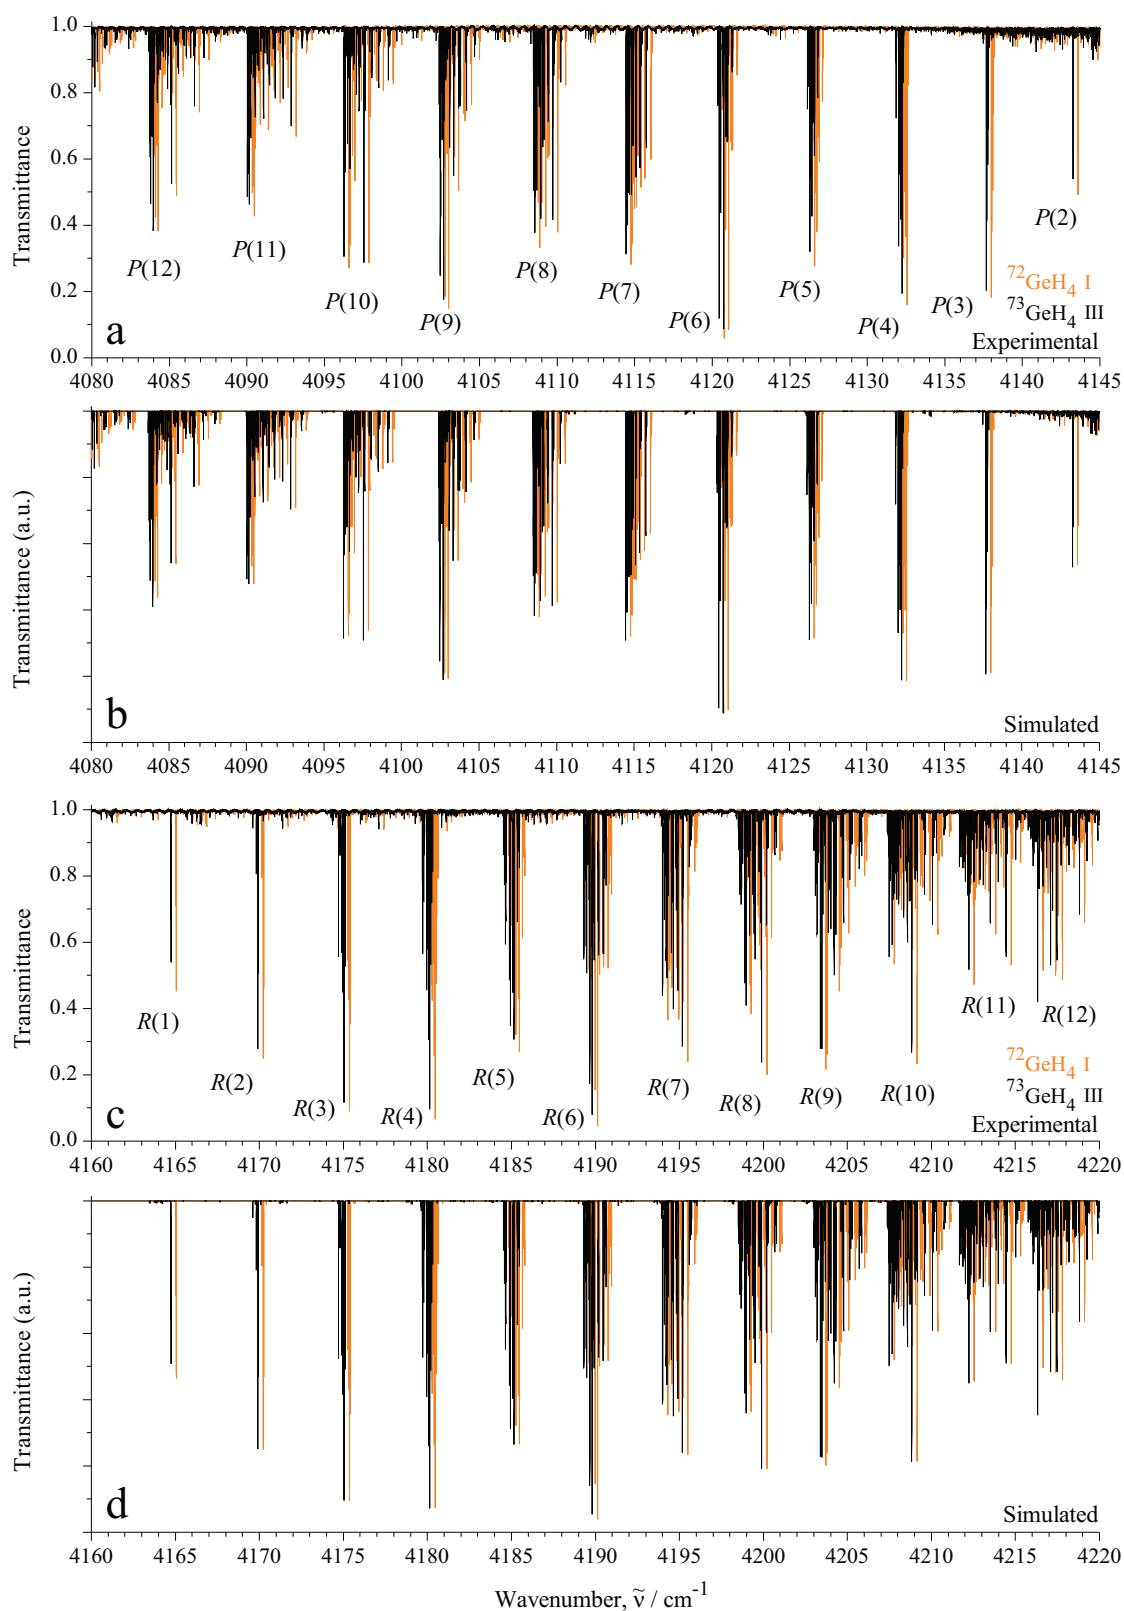 1.0
0.8
0.6
0.4
0.2
0.0
Transmittance
P(12)
P(11)
P(10)
P(9)
P(8)
P(7)
P(6)
P(5)
P(4)
P(3)
P(2)
72GeH4 I
73GeH4 III
Experimental
a
4080 4085 4090 4095 4100 4105 4110 4115 4120 4125 4130 4135 4140 4145
Transmittance (a.u.)
b
Simulated
4080 4085 4090 4095 4100 4105 4110 4115 4120 4125 4130 4135 4140 4145
1.0
0.8
0.6
0.4
0.2
0.0
Transmittance
R(1)
R(2)
R(3)
R(4)
R(5)
R(6)
R(7)
R(8)
R(9)
R(10)
R(11)
R(12)
72GeH4 I
73GeH4 III
Experimental
c
4160 4165 4170 4175 4180 4185 4190 4195 4200 4205 4210 4215 4220
Transmittance (a.u.)
d
Simulated
4160 4165 4170 4175 4180 4185 4190 4195 4200 4205 4210 4215 4220
Wavenumber, ν̃ / cm-1